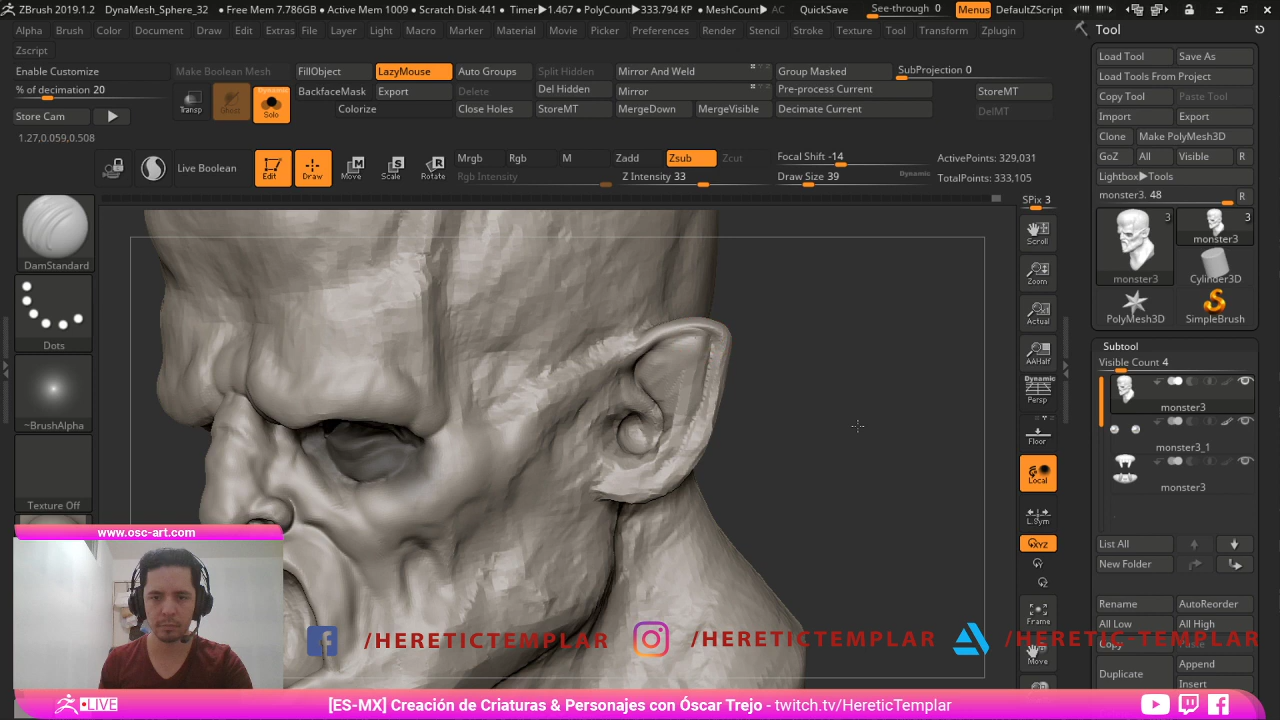 ZBrush 2019.1.2 DynaMesh_Sphere_32 • Free Mem 7.786GB • Active Mem 1009 • Scratch Disk 441 • Timer▶1.467 • PolyCount▶333.794 KP • MeshCount▶ AC QuickSave See-through 0 Menus DefaultZScript
Alpha Brush Color Document Draw Edit Extras File Layer Light Macro Marker Material Movie Picker Preferences Render Stencil Stroke Texture Tool Transform Zplugin
Zscript
Enable Customize Make Boolean Mesh FillObject LazyMouse Auto Groups Split Hidden Mirror And Weld Group Masked SubProjection 0
% of decimation 20 Transp Ghost Solo BackfaceMask Export Delete Del Hidden Mirror Pre-process Current StoreMT
Store Cam Colorize Close Holes StoreMT MergeDown MergeVisible Decimate Current DelMT
1.27,0.059,0.508
Live Boolean Edit Draw Move Scale Rotate Mrgb Rgb M Zadd Zsub Zcut Focal Shift -14 ActivePoints: 329,031
Rgb Intensity Z Intensity 33 Draw Size 39 Dynamic TotalPoints: 333,105
DamStandard
Dots
~BrushAlpha
Texture Off
SPix 3
Scroll
Zoom
Actual
AAHalf
Dynamic
Persp
Floor
Local
L.Sym
XYZ
Frame
Move
Tool
Load Tool Save As
Load Tools From Project
Copy Tool Paste Tool
Import Export
Clone Make PolyMesh3D
GoZ All Visible R
Lightbox▶Tools
monster3. 48 R
3 3
monster3
monster3 Cylinder3D
PolyMesh3D SimpleBrush
Subtool
Visible Count 4
monster3
monster3_1
monster3
List All
New Folder
Rename AutoReorder
All Low All High
Copy Paste
Duplicate Append
Insert
www.osc-art.com
/HERETICTEMPLAR /HERETICTEMPLAR /HERETIC_TEMPLAR
LIVE [ES-MX] Creación de Criaturas & Personajes con Óscar Trejo - twitch.tv/HereticTemplar